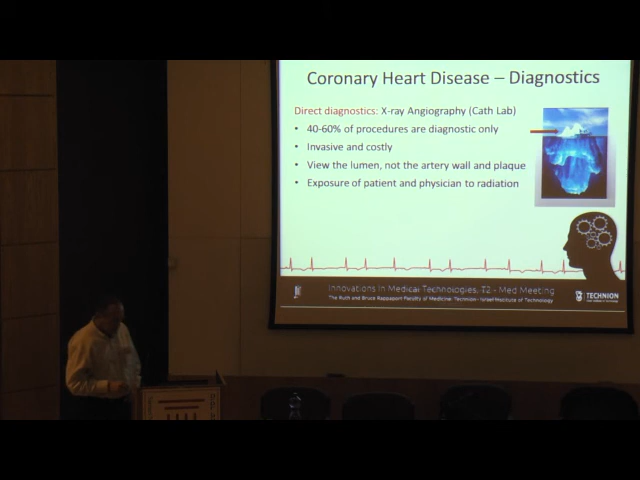 Coronary Heart Disease – Diagnostics
Direct diagnostics: X-ray Angiography (Cath Lab)
• 40-60% of procedures are diagnostic only
• Invasive and costly
• View the lumen, not the artery wall and plaque
• Exposure of patient and physician to radiation
Innovations in Medical Technologies, T2 - Med Meeting
The Ruth and Bruce Rappaport Faculty of Medicine Technion- Israel Institute of Technology
TECHNION